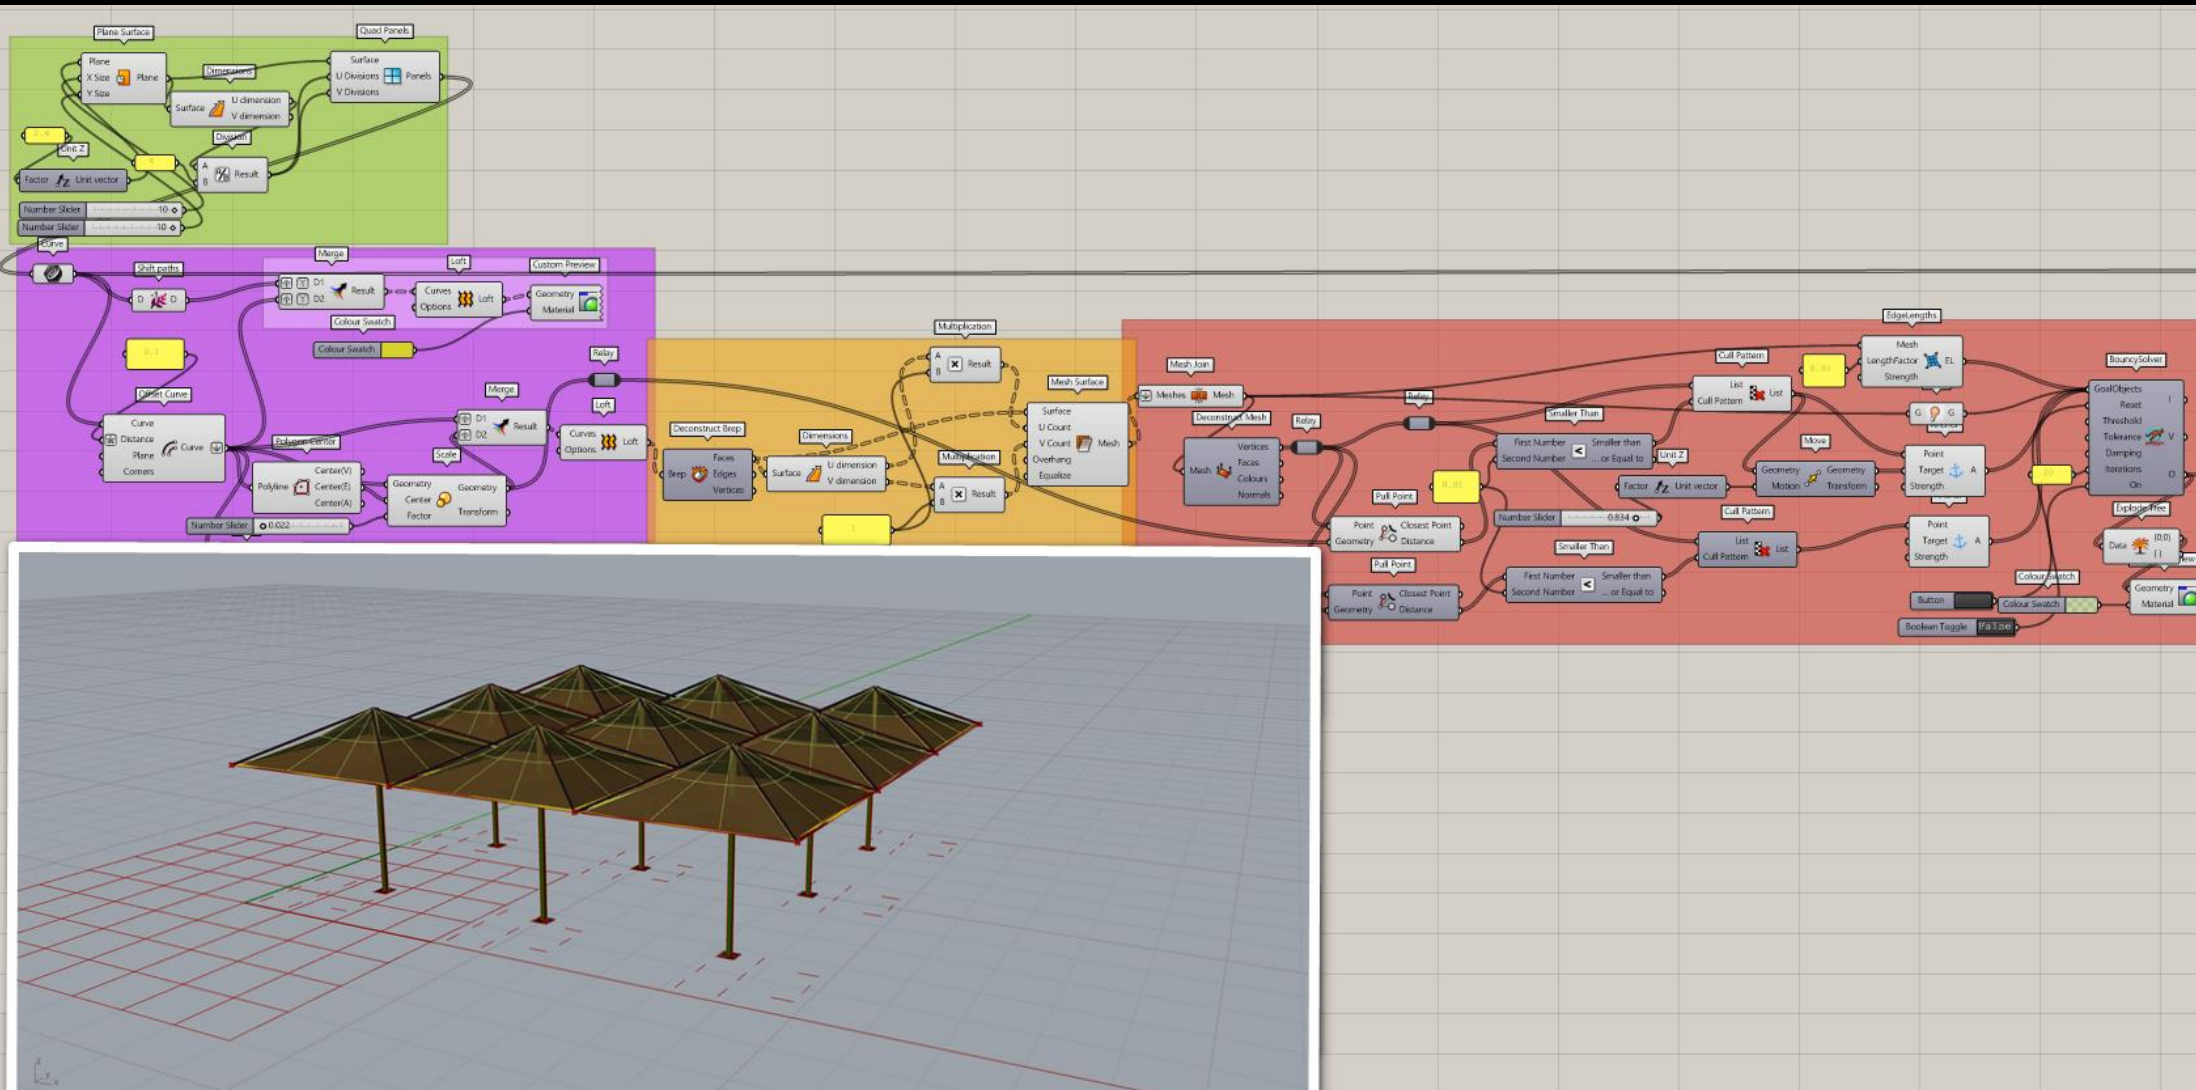 Plane Surface
Quad Panels
Plane
X Size
Y Size
Plane
Dimensions
Surface
U Divisions
V Divisions
Panels
Surface
U dimension
V dimension
Division
Unit Z
A
B
Result
Factor
Unit vector
Number Slider
10
Number Slider
10
Curve
Shift paths
D
D
Merge
D1
D2
Result
Loft
Curves
Options
Loft
Custom Preview
Geometry
Material
Colour Swatch
Colour Swatch
0.1
Offset Curve
Curve
Distance
Plane
Corners
Curve
Polygon Center
Polyline
Center(V)
Center(E)
Center(A)
Number Slider
0.022
Merge
D1
D2
Result
Scale
Geometry
Center
Factor
Geometry
Transform
Relay
Loft
Curves
Options
Loft
Deconstruct Brep
Brep
Faces
Edges
Vertices
Dimensions
Surface
U dimension
V dimension
Multiplication
A
B
Result
Multiplication
A
B
Result
Mesh Surface
Surface
U Count
V Count
Overhang
Equalize
Mesh
Mesh Join
Meshes
Mesh
Deconstruct Mesh
Mesh
Vertices
Faces
Colours
Normals
Relay
Relay
Pull Point
Point
Geometry
Closest Point
Distance
Pull Point
Point
Geometry
Closest Point
Distance
0.01
Smaller Than
First Number
Second Number
Smaller than
... or Equal to
Number Slider
0.834
Smaller Than
First Number
Second Number
Smaller than
... or Equal to
Unit Z
Factor
Unit vector
Cull Pattern
List
Cull Pattern
List
Cull Pattern
List
Cull Pattern
List
Move
Geometry
Motion
Geometry
Transform
EdgeLengths
Mesh
LengthFactor
Strength
EL
G
G
Point
Target
Strength
A
Point
Target
Strength
A
BouncySolver
GoalObjects
Reset
Threshold
Tolerance
Damping
Iterations
On
I
V
O
Explode Tree
Data
{0;0}
{ }
Colour Swatch
Button
Colour Swatch
Boolean Toggle
False
Geometry
Material